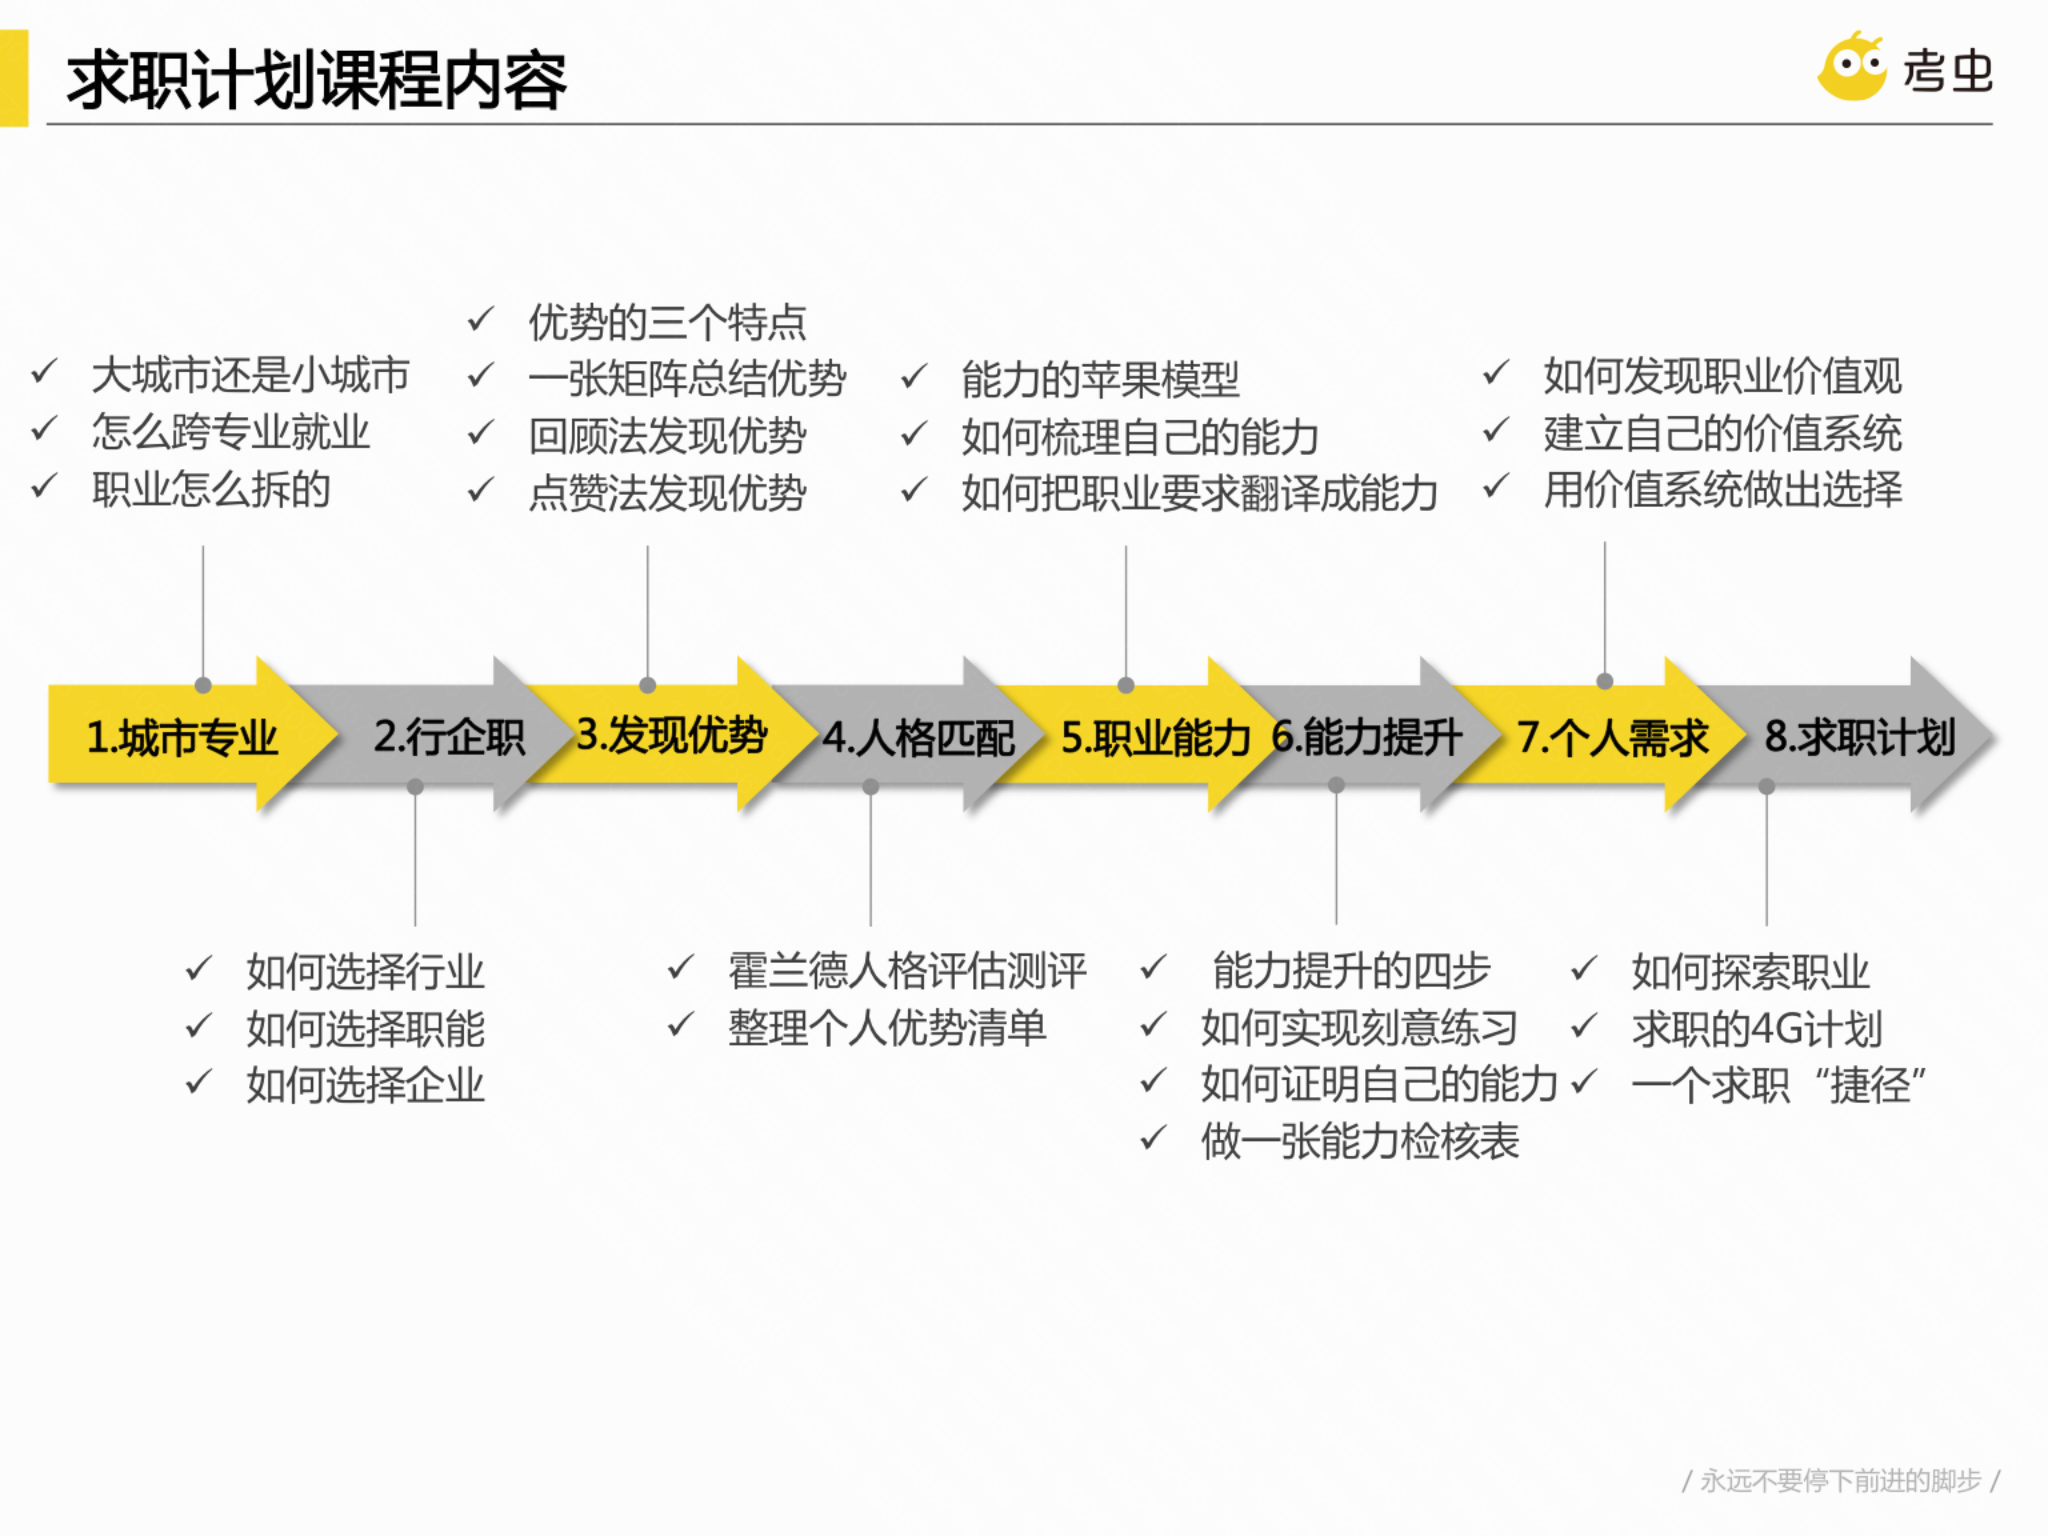 求职计划课程内容
考虫
大城市还是小城市
怎么跨专业就业
职业怎么拆的
优势的三个特点
一张矩阵总结优势
回顾法发现优势
点赞法发现优势
能力的苹果模型
如何梳理自己的能力
如何把职业要求翻译成能力
如何发现职业价值观
建立自己的价值系统
用价值系统做出选择
1.城市专业
2.行企职
3.发现优势
4.人格匹配
5.职业能力
6.能力提升
7.个人需求
8.求职计划
如何选择行业
如何选择职能
如何选择企业
霍兰德人格评估测评
整理个人优势清单
能力提升的四步
如何实现刻意练习
如何证明自己的能力
做一张能力检核表
如何探索职业
求职的4G计划
一个求职“捷径”
/ 永远不要停下前进的脚步 /